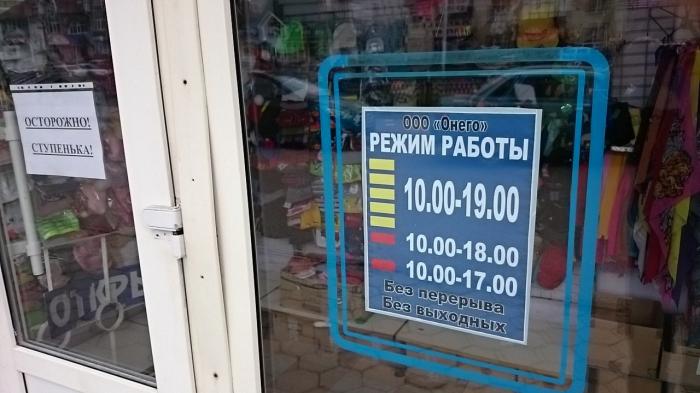 ОСТОРОЖНО!
СТУПЕНЬКА!
ОТКРЫ
ООО «Онего»
РЕЖИМ РАБОТЫ
10.00-19.00
10.00-18.00
10.00-17.00
Без перерыва
Без выходных